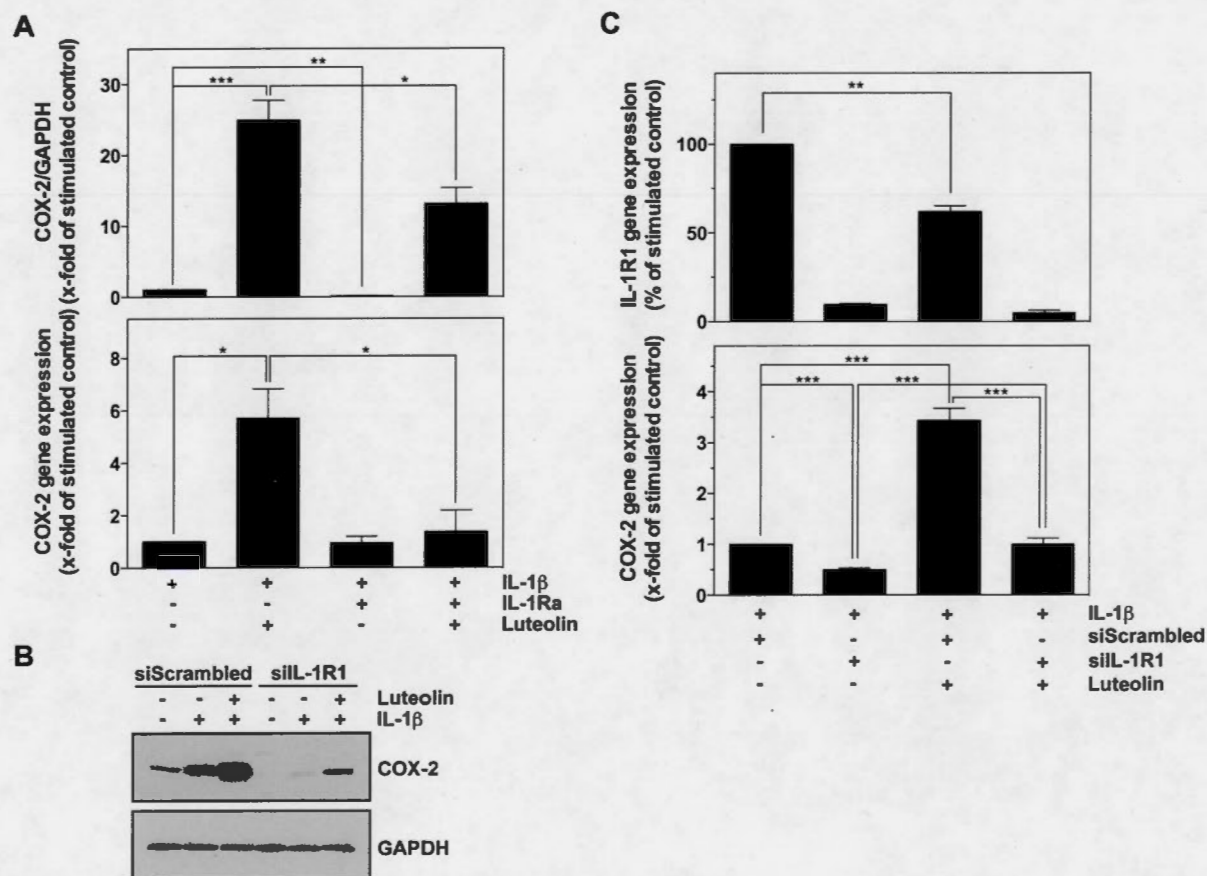 A
COX-2/GAPDH
(x-fold of stimulated control)
30
20
10
0
**
***
*
COX-2 gene expression
(x-fold of stimulated control)
8
6
4
2
0
*
*
+ + + + IL-1β
- - + + IL-1Ra
- + - + Luteolin
B
siScrambled siIL-1R1
- - + - - + Luteolin
- + + - + + IL-1β
COX-2
GAPDH
C
IL-1R1 gene expression
(% of stimulated control)
100
50
0
**
COX-2 gene expression
(x-fold of stimulated control)
4
3
2
1
0
***
*** *** ***
+ + + + IL-1β
+ - + - siScrambled
- + - + siIL-1R1
- - + + Luteolin